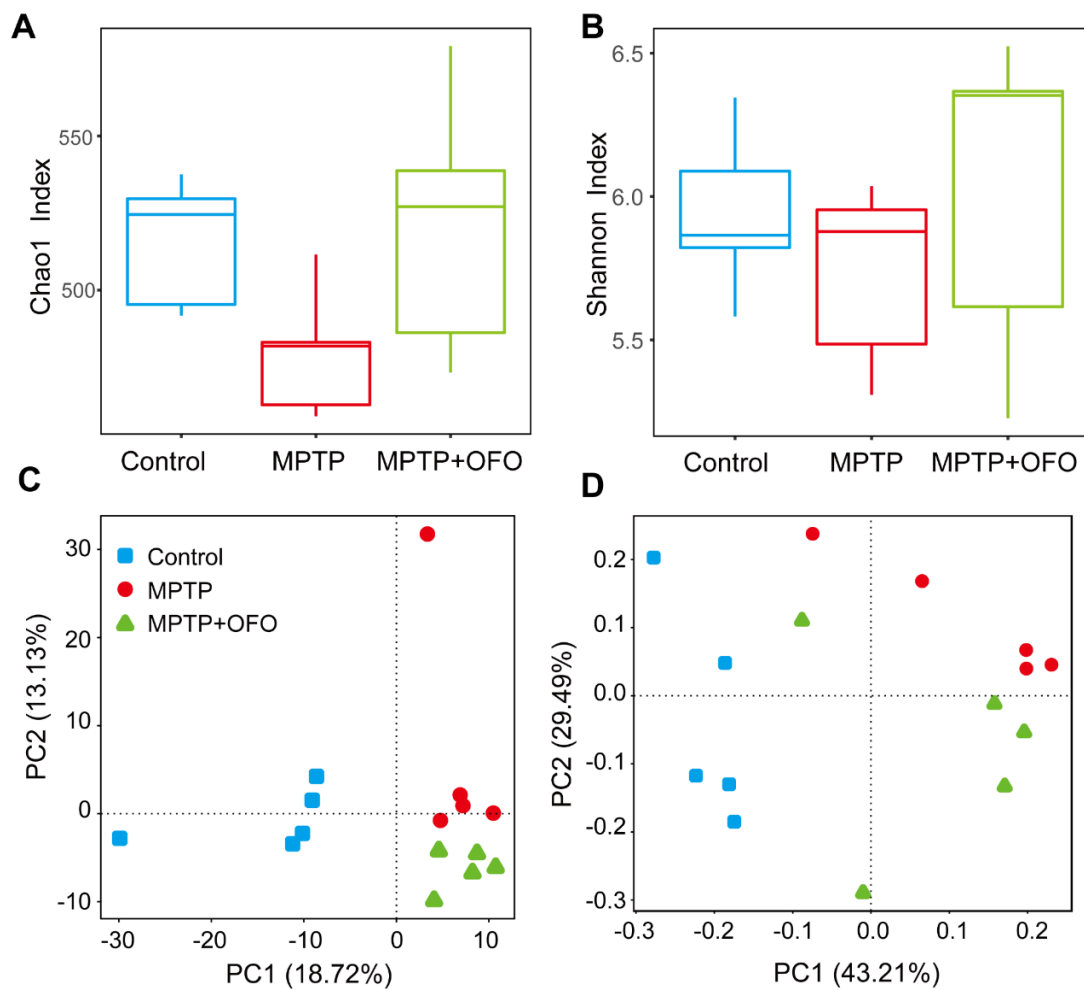 A
Chao1 Index
550
500
Control MPTP MPTP+OFO
B
Shannon Index
6.5
6.0
5.5
Control MPTP MPTP+OFO
C
Control
MPTP
MPTP+OFO
PC2 (13.13%)
30
20
10
0
-10
-30 -20 -10 0 10
PC1 (18.72%)
D
PC2 (29.49%)
0.2
0.1
0.0
-0.1
-0.2
-0.3
-0.3 -0.2 -0.1 0.0 0.1 0.2
PC1 (43.21%)